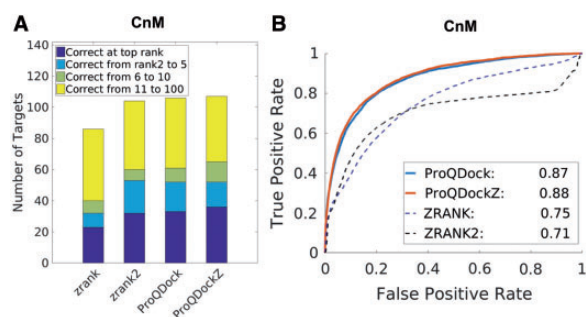 A
CnM
Number of Targets
140
120
100
80
60
40
20
0
Correct at top rank
Correct from rank2 to 5
Correct from 6 to 10
Correct from 11 to 100
zrank
zrank2
ProQDock
ProQDockZ
B
CnM
True Positive Rate
1
0.8
0.6
0.4
0.2
0
ProQDock: 0.87
ProQDockZ: 0.88
ZRANK: 0.75
ZRANK2: 0.71
0 0.2 0.4 0.6 0.8 1
False Positive Rate